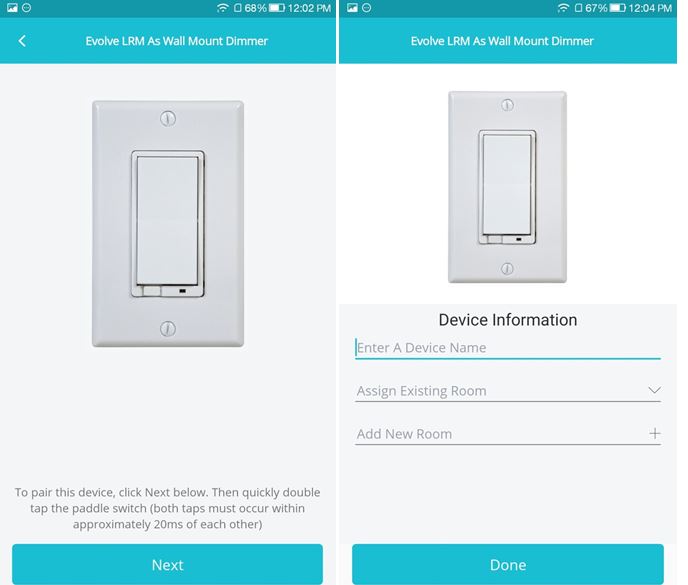 68% 12:02 PM
Evolve LRM As Wall Mount Dimmer
To pair this device, click Next below. Then quickly double
tap the paddle switch (both taps must occur within
approximately 20ms of each other)
Next
67% 12:04 PM
Evolve LRM As Wall Mount Dimmer
Device Information
Enter A Device Name
Assign Existing Room
Add New Room
Done